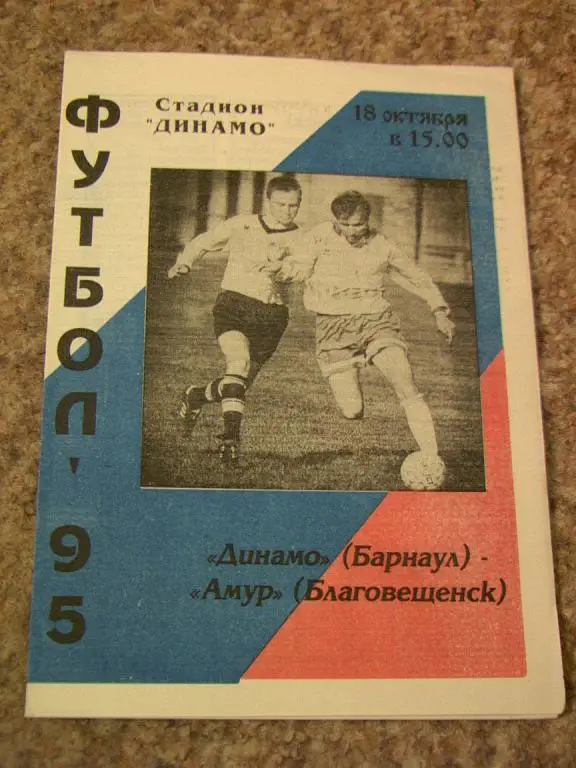 ФУТБОЛ'95
Стадион
"ДИНАМО"
18 октября
в 15.00
«Динамо» (Барнаул) -
«Амур» (Благовещенск)